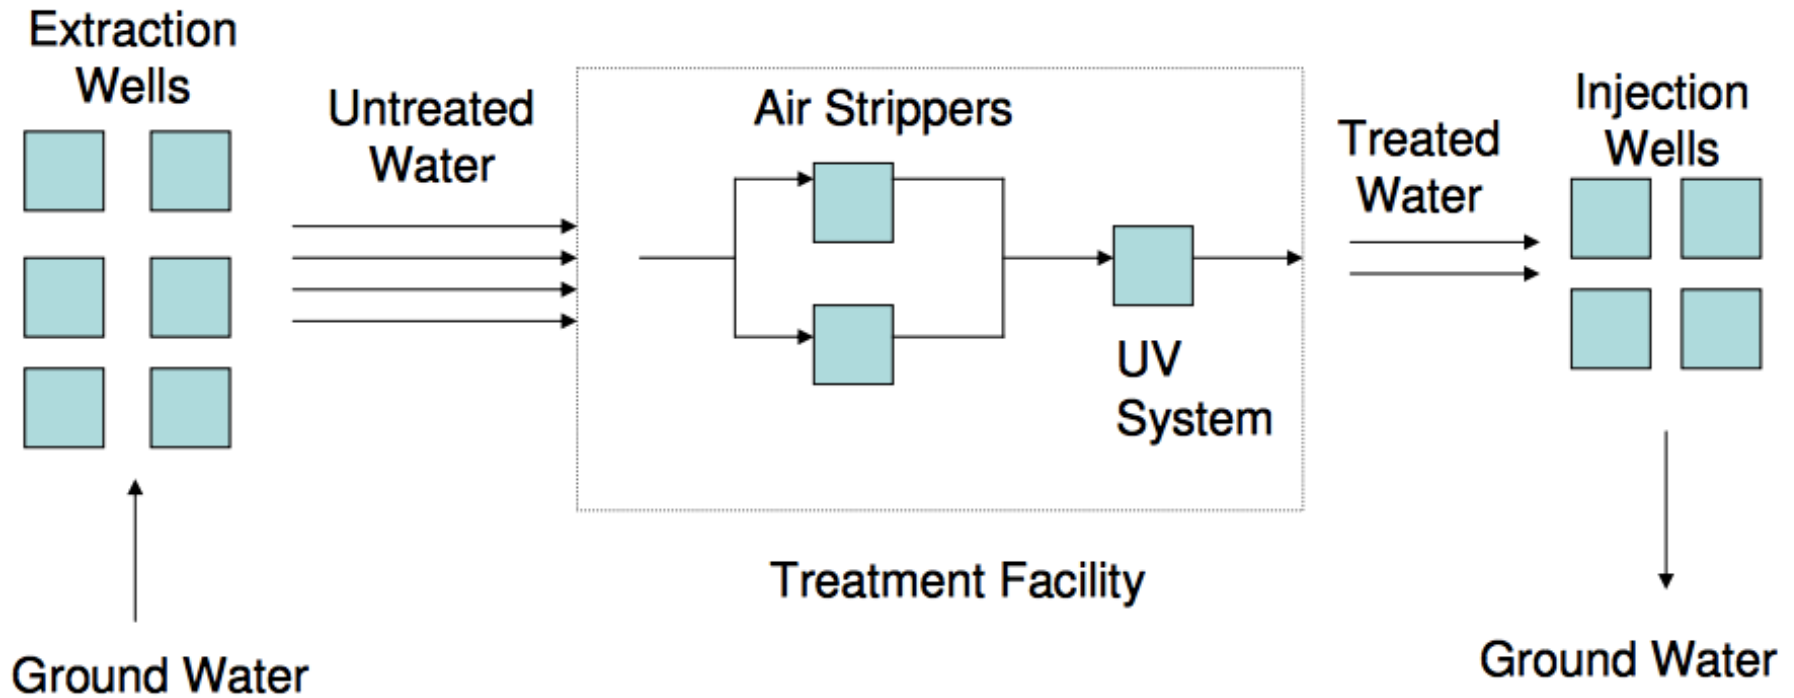 Extraction
Wells
Untreated
Water
Air Strippers
UV
System
Treated
Water
Injection
Wells
Treatment Facility
Ground Water
Ground Water